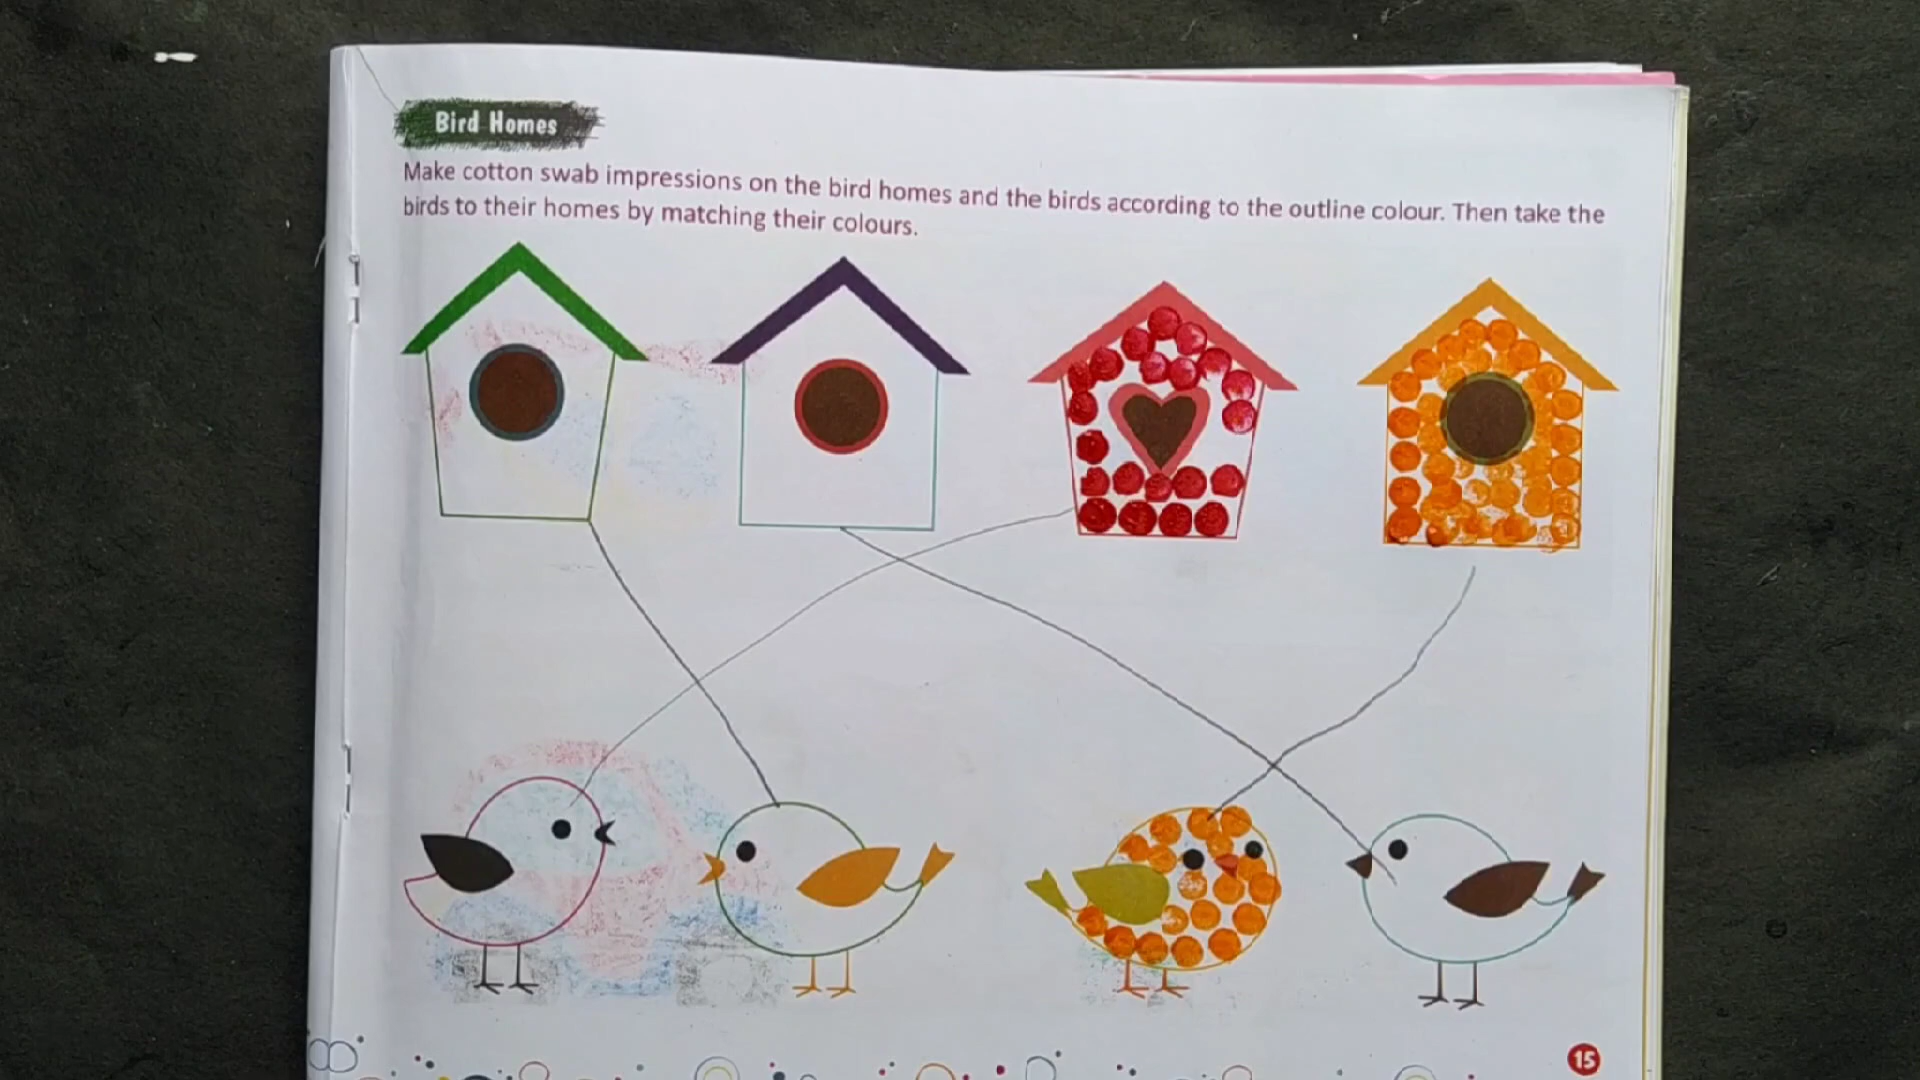 Bird Homes
Make cotton swab impressions on the bird homes and the birds according to the outline colour. Then take the
birds to their homes by matching their colours.
15